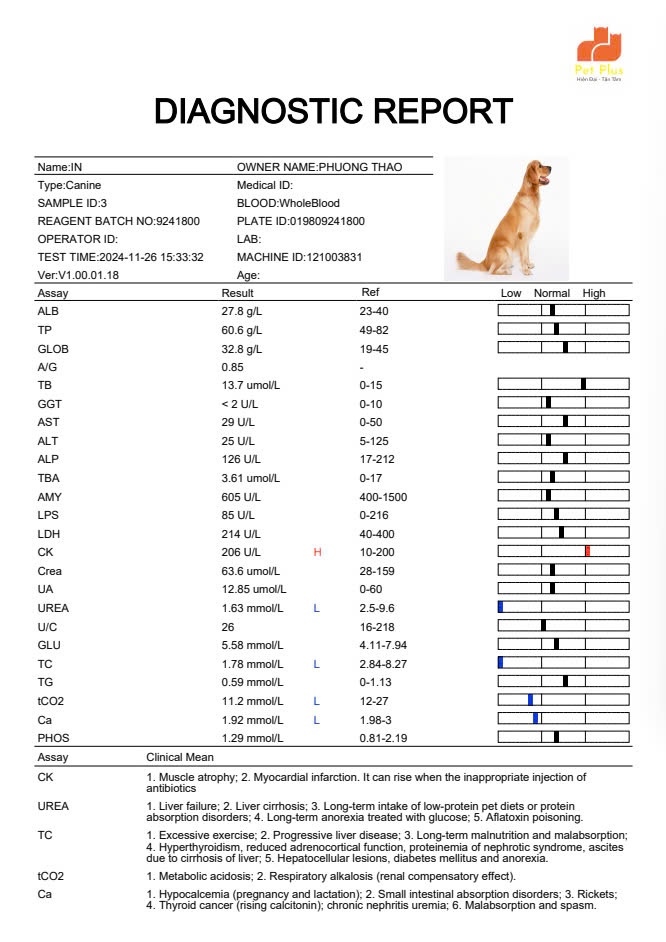 Pet Plus
Hiện Đại - Tận Tâm
DIAGNOSTIC REPORT
Name:IN OWNER NAME:PHUONG THAO
Type:Canine Medical ID:
SAMPLE ID:3 BLOOD:WholeBlood
REAGENT BATCH NO:9241800 PLATE ID:019809241800
OPERATOR ID: LAB:
TEST TIME:2024-11-26 15:33:32 MACHINE ID:121003831
Ver:V1.00.01.18 Age:
Assay Result Ref Low Normal High
ALB 27.8 g/L 23-40
TP 60.6 g/L 49-82
GLOB 32.8 g/L 19-45
A/G 0.85 -
TB 13.7 umol/L 0-15
GGT < 2 U/L 0-10
AST 29 U/L 0-50
ALT 25 U/L 5-125
ALP 126 U/L 17-212
TBA 3.61 umol/L 0-17
AMY 605 U/L 400-1500
LPS 85 U/L 0-216
LDH 214 U/L 40-400
CK 206 U/L H 10-200
Crea 63.6 umol/L 28-159
UA 12.85 umol/L 0-60
UREA 1.63 mmol/L L 2.5-9.6
U/C 26 16-218
GLU 5.58 mmol/L 4.11-7.94
TC 1.78 mmol/L L 2.84-8.27
TG 0.59 mmol/L 0-1.13
tCO2 11.2 mmol/L L 12-27
Ca 1.92 mmol/L L 1.98-3
PHOS 1.29 mmol/L 0.81-2.19
Assay Clinical Mean
CK 1. Muscle atrophy; 2. Myocardial infarction. It can rise when the inappropriate injection of
antibiotics
UREA 1. Liver failure; 2. Liver cirrhosis; 3. Long-term intake of low-protein pet diets or protein
absorption disorders; 4. Long-term anorexia treated with glucose; 5. Aflatoxin poisoning.
TC 1. Excessive exercise; 2. Progressive liver disease; 3. Long-term malnutrition and malabsorption;
4. Hyperthyroidism, reduced adrenocortical function, proteinemia of nephrotic syndrome, ascites
due to cirrhosis of liver; 5. Hepatocellular lesions, diabetes mellitus and anorexia.
tCO2 1. Metabolic acidosis; 2. Respiratory alkalosis (renal compensatory effect).
Ca 1. Hypocalcemia (pregnancy and lactation); 2. Small intestinal absorption disorders; 3. Rickets;
4. Thyroid cancer (rising calcitonin); chronic nephritis uremia; 6. Malabsorption and spasm.